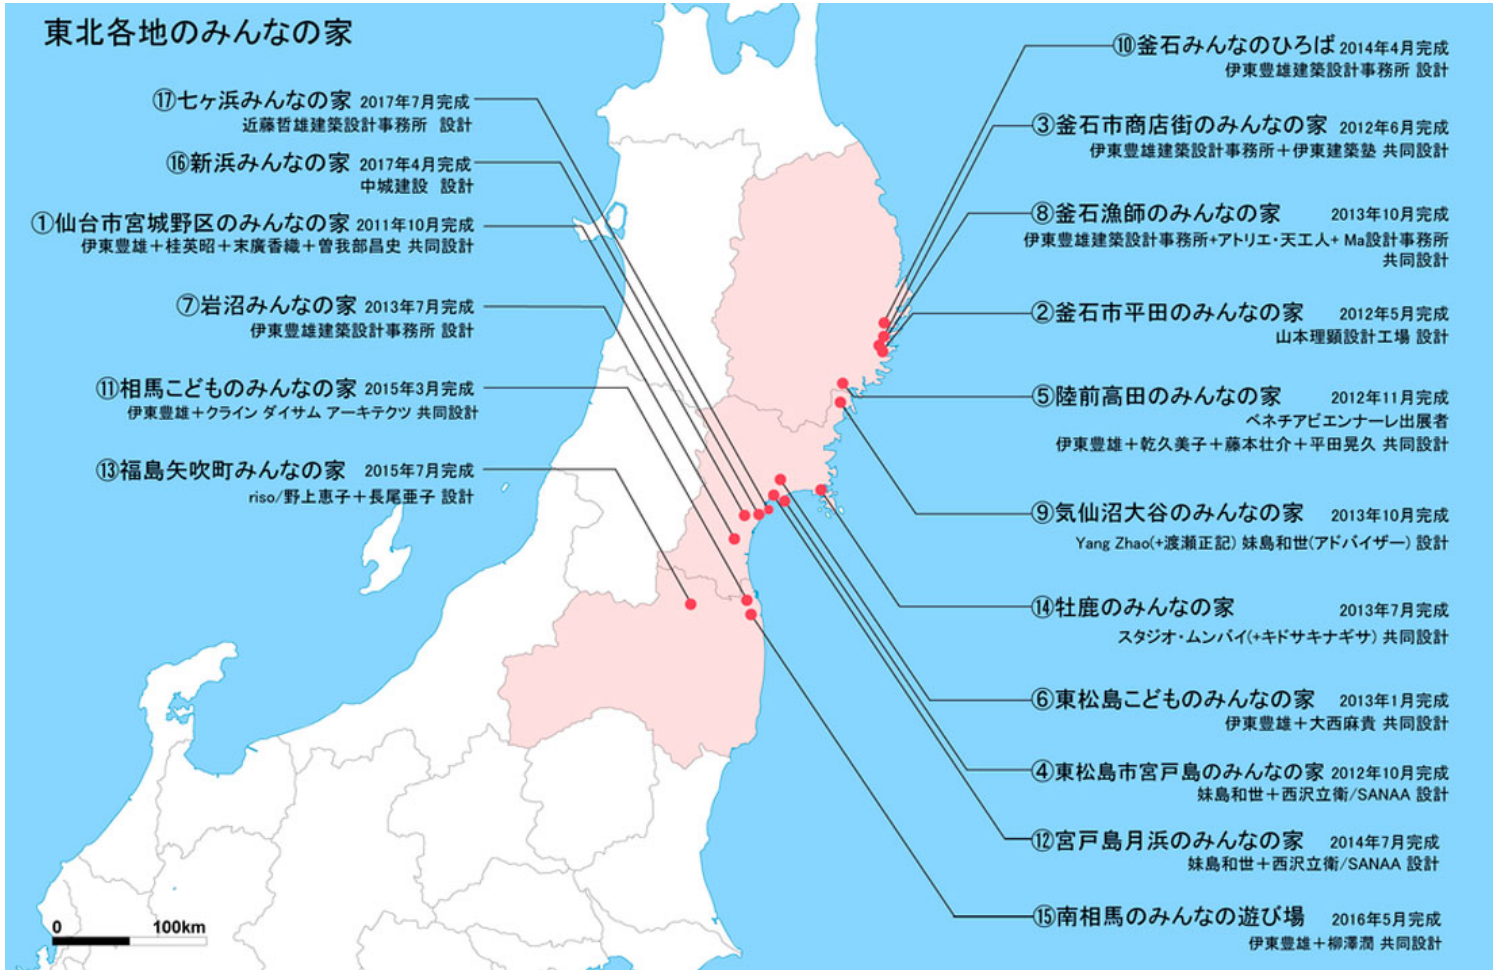 東北各地のみんなの家
⑰七ヶ浜みんなの家 2017年7月完成
近藤哲雄建築設計事務所 設計
⑯新浜みんなの家 2017年4月完成
中城建設 設計
①仙台市宮城野区のみんなの家 2011年10月完成
伊東豊雄＋桂英昭＋末廣香織＋曽我部昌史 共同設計
⑦岩沼みんなの家 2013年7月完成
伊東豊雄建築設計事務所 設計
⑪相馬こどものみんなの家 2015年3月完成
伊東豊雄＋クライン ダイサム アーキテクツ 共同設計
⑬福島矢吹町みんなの家 2015年7月完成
riso/野上恵子＋長尾亜子 設計
⑩釜石みんなのひろば 2014年4月完成
伊東豊雄建築設計事務所 設計
③釜石市商店街のみんなの家 2012年6月完成
伊東豊雄建築設計事務所＋伊東建築塾 共同設計
⑧釜石漁師のみんなの家 2013年10月完成
伊東豊雄建築設計事務所+アトリエ・天工人+ Ma設計事務所
共同設計
②釜石市平田のみんなの家 2012年5月完成
山本理顕設計工場 設計
⑤陸前高田のみんなの家 2012年11月完成
ベネチアビエンナーレ出展者
伊東豊雄＋乾久美子＋藤本壮介＋平田晃久 共同設計
⑨気仙沼大谷のみんなの家 2013年10月完成
Yang Zhao(+渡瀬正記) 妹島和世(アドバイザー) 設計
⑭牡鹿のみんなの家 2013年7月完成
スタジオ・ムンバイ(+キドサキナギサ) 共同設計
⑥東松島こどものみんなの家 2013年1月完成
伊東豊雄＋大西麻貴 共同設計
④東松島市宮戸島のみんなの家 2012年10月完成
妹島和世＋西沢立衛/SANAA 設計
⑫宮戸島月浜のみんなの家 2014年7月完成
妹島和世＋西沢立衛/SANAA 設計
⑮南相馬のみんなの遊び場 2016年5月完成
伊東豊雄＋柳澤潤 共同設計
0 100km